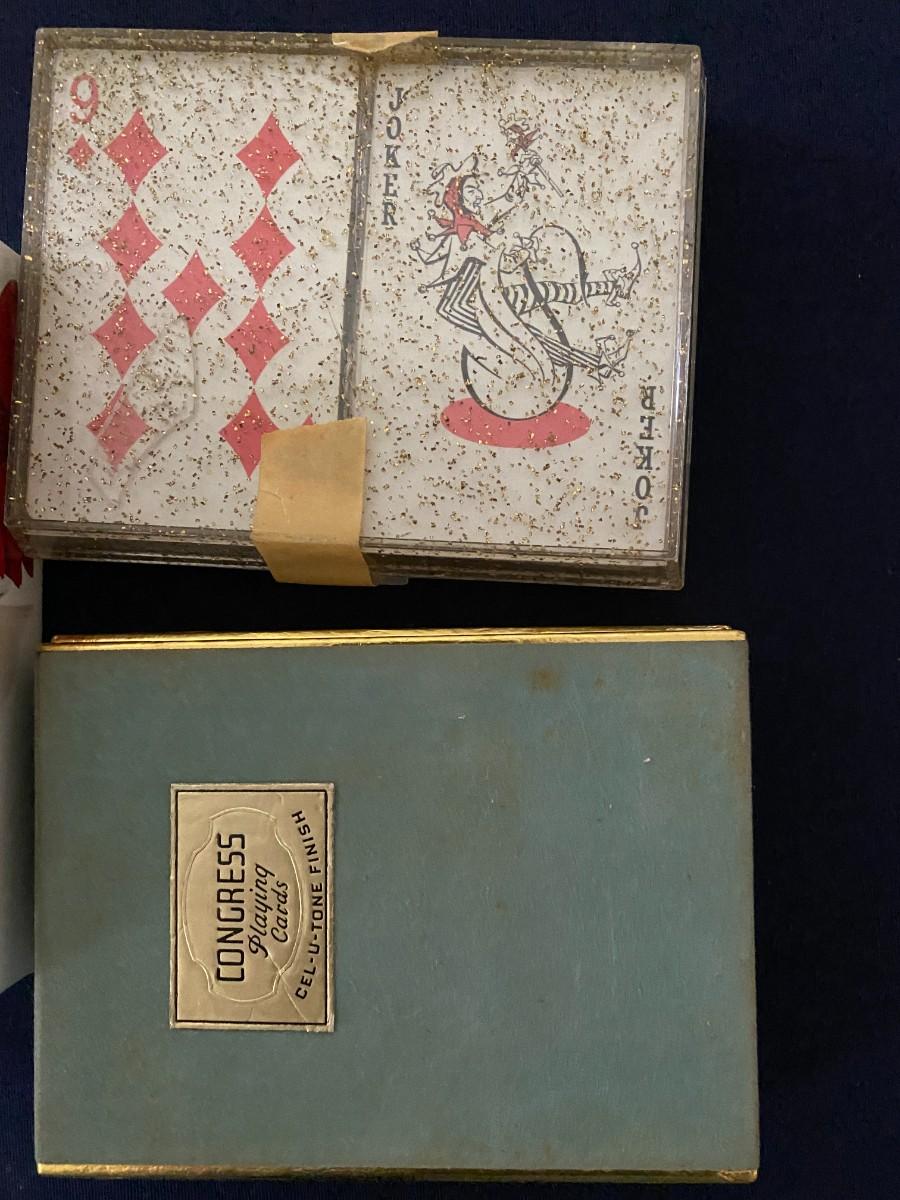 9
JOKER
JOKER
CONGRESS
Playing
Cards
CEL-U-TONE FINISH